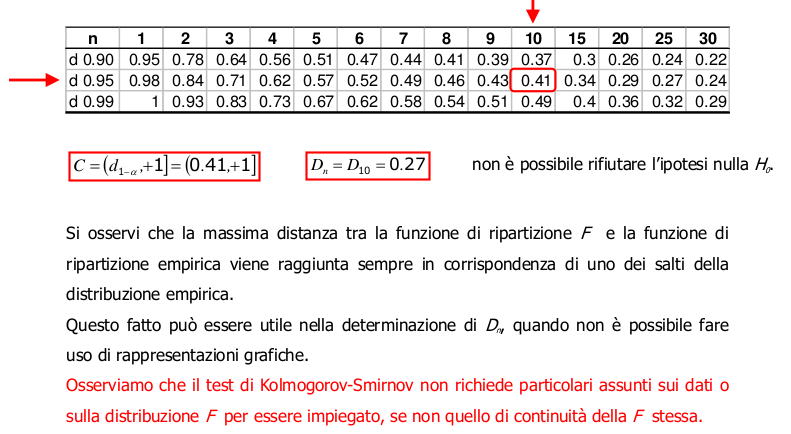 n 1 2 3 4 5 6 7 8 9 10 15 20 25 30
d 0.90 0.95 0.78 0.64 0.56 0.51 0.47 0.44 0.41 0.39 0.37 0.3 0.26 0.24 0.22
d 0.95 0.98 0.84 0.71 0.62 0.57 0.52 0.49 0.46 0.43 0.41 0.34 0.29 0.27 0.24
d 0.99 1 0.93 0.83 0.73 0.67 0.62 0.58 0.54 0.51 0.49 0.4 0.36 0.32 0.29
C = (d₁₋α,+1] = (0.41,+1] Dₙ = D₁₀ = 0.27 non è possibile rifiutare l'ipotesi nulla H₀.
Si osservi che la massima distanza tra la funzione di ripartizione F e la funzione di
ripartizione empirica viene raggiunta sempre in corrispondenza di uno dei salti della
distribuzione empirica.
Questo fatto può essere utile nella determinazione di Dₙ, quando non è possibile fare
uso di rappresentazioni grafiche.
Osserviamo che il test di Kolmogorov-Smirnov non richiede particolari assunti sui dati o
sulla distribuzione F per essere impiegato, se non quello di continuità della F stessa.